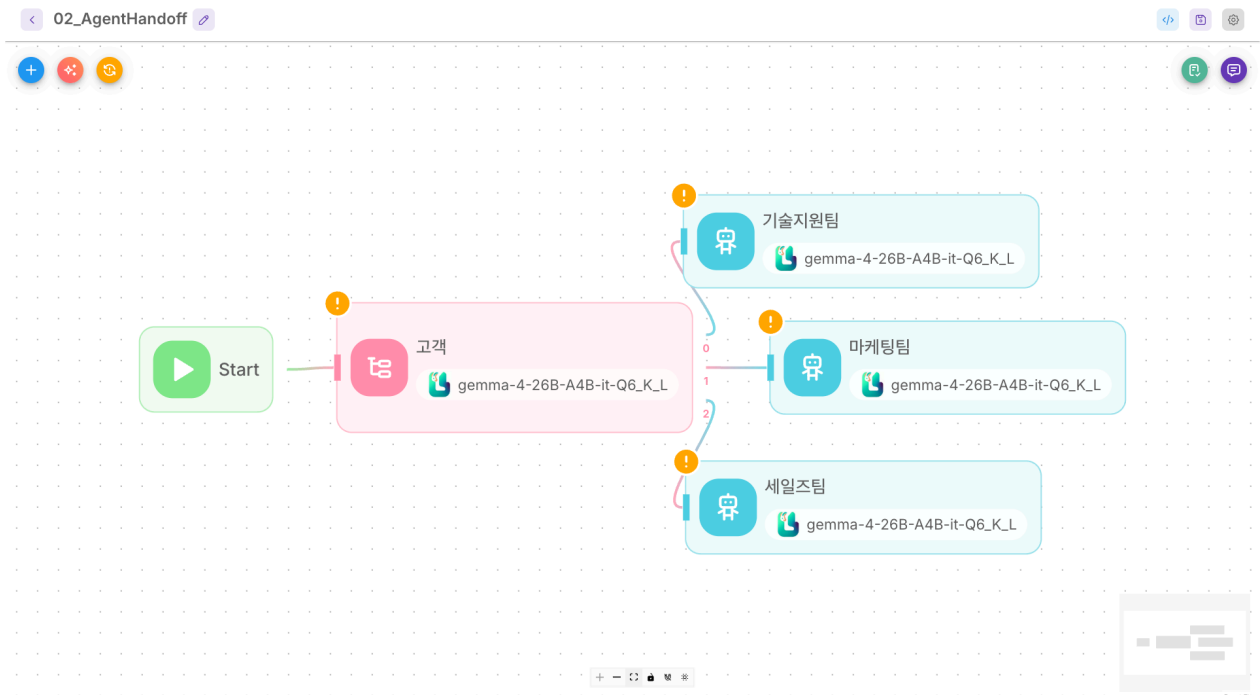 02_AgentHandoff
기술지원팀
gemma-4-26B-A4B-it-Q6_K_L
Start
고객
gemma-4-26B-A4B-it-Q6_K_L
0
1
2
마케팅팀
gemma-4-26B-A4B-it-Q6_K_L
세일즈팀
gemma-4-26B-A4B-it-Q6_K_L